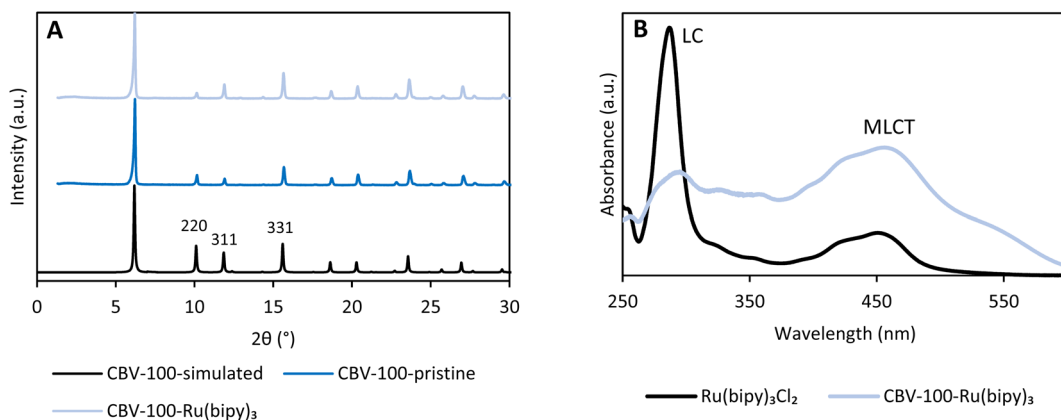 A
Intensity (a.u.)
220
311
331
0 5 10 15 20 25 30
2θ (°)
CBV-100-simulated
CBV-100-pristine
CBV-100-Ru(bipy)₃
B
LC
MLCT
Absorbance (a.u.)
250 350 450 550
Wavelength (nm)
Ru(bipy)₃Cl₂
CBV-100-Ru(bipy)₃